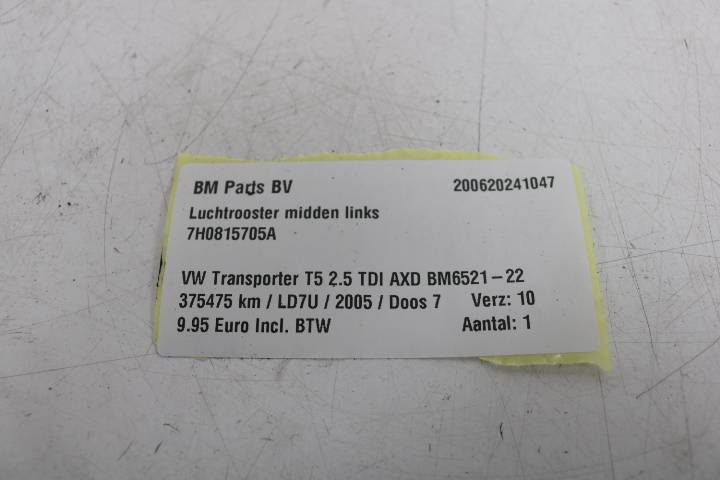 BM Parts BV 200620241047
Luchtrooster midden links
7H0815705A
VW Transporter T5 2.5 TDI AXD BM6521-22
375475 km / LD7U / 2005 / Doos 7 Verz: 10
9.95 Euro Incl. BTW Aantal: 1